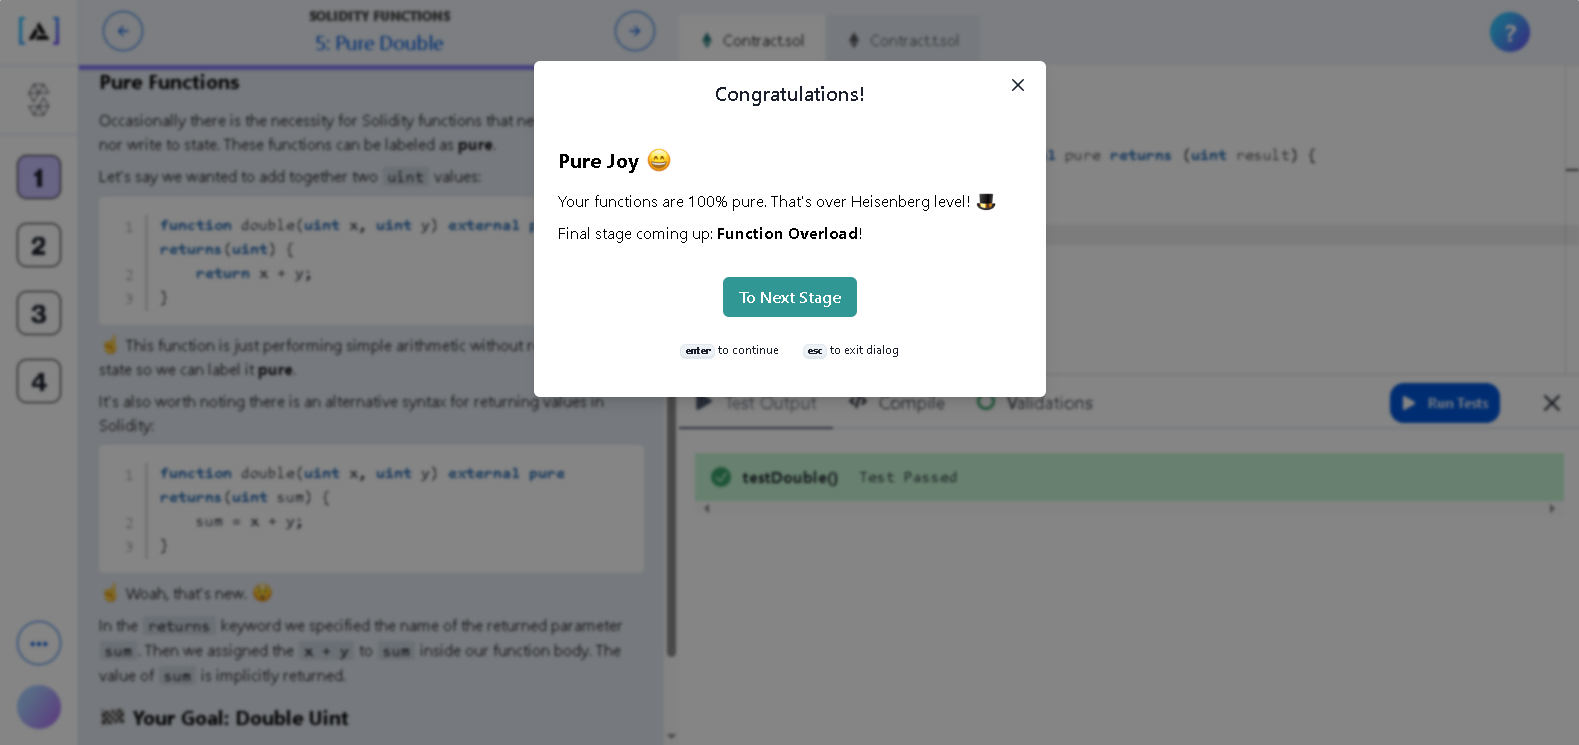 SOLIDITY FUNCTIONS
5: Pure Double
Contract.sol
Contract.t.sol
?
1
2
3
4
Pure Functions
Occasionally there is the necessity for Solidity functions that
nor write to state. These functions can be labeled as pure.
Let's say we wanted to add together two uint values:
1 function double(uint x, uint y) external
returns(uint) {
2 return x + y;
3 }
☝ This function is just performing simple arithmetic without
state so we can label it pure.
It's also worth noting there is an alternative syntax for returning values in
Solidity:
1 function double(uint x, uint y) external pure
returns(uint sum) {
2 sum = x + y;
3 }
☝ Woah, that's new. 😯
In the returns keyword we specified the name of the returned parameter
sum. Then we assigned the x + y to sum inside our function body. The
value of sum is implicitly returned.
🏁 Your Goal: Double Uint
Congratulations!
Pure Joy 😄
Your functions are 100% pure. That's over Heisenberg level! 🎩
Final stage coming up: Function Overload!
To Next Stage
enter to continue
esc to exit dialog
pure returns (uint result) {
Test Output
Compile
Validations
Run Tests
testDouble() Test Passed